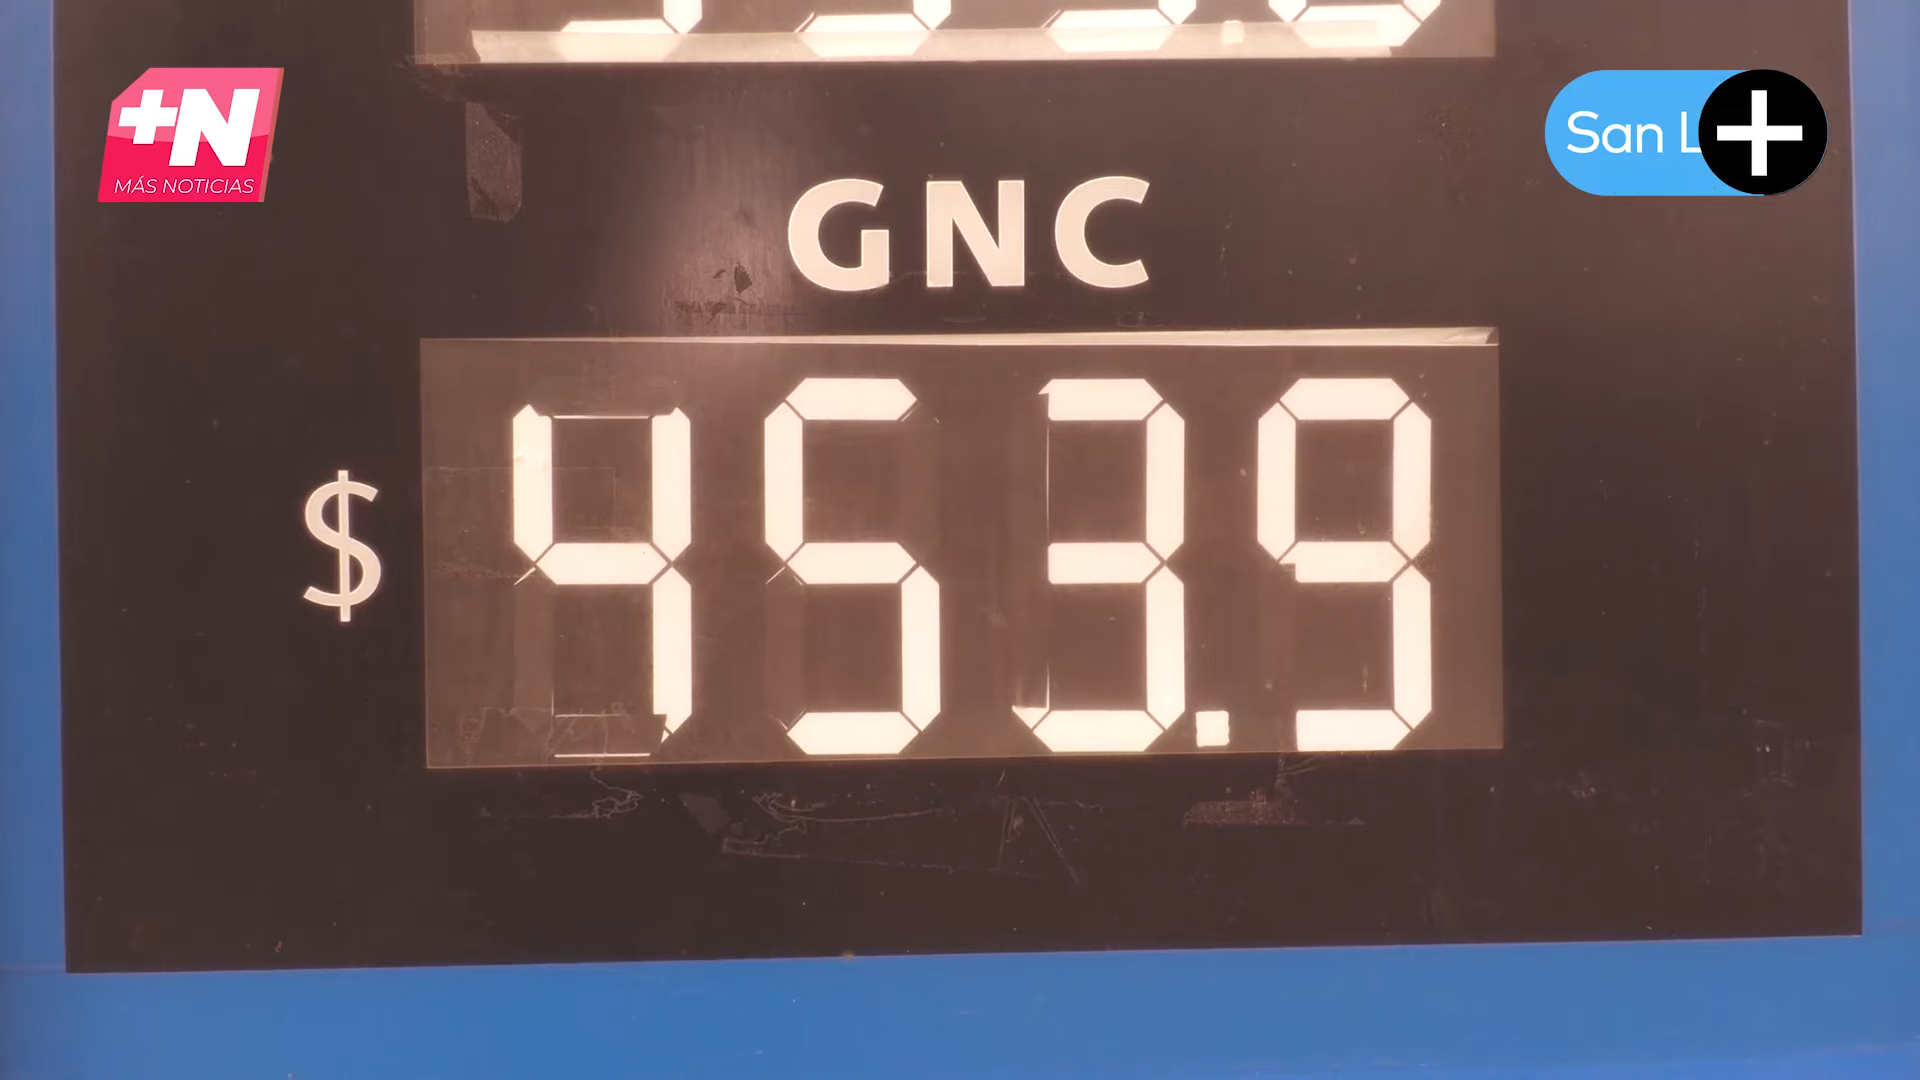 +N
MÁS NOTICIAS
San L
GNC
$ 453.9